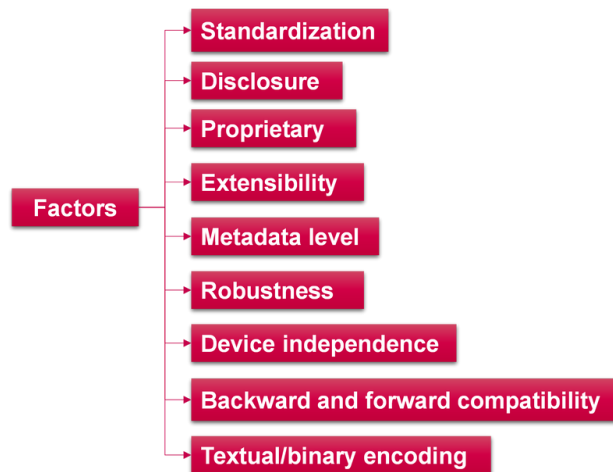 Standardization
Disclosure
Proprietary
Extensibility
Factors
Metadata level
Robustness
Device independence
Backward and forward compatibility
Textual/binary encoding